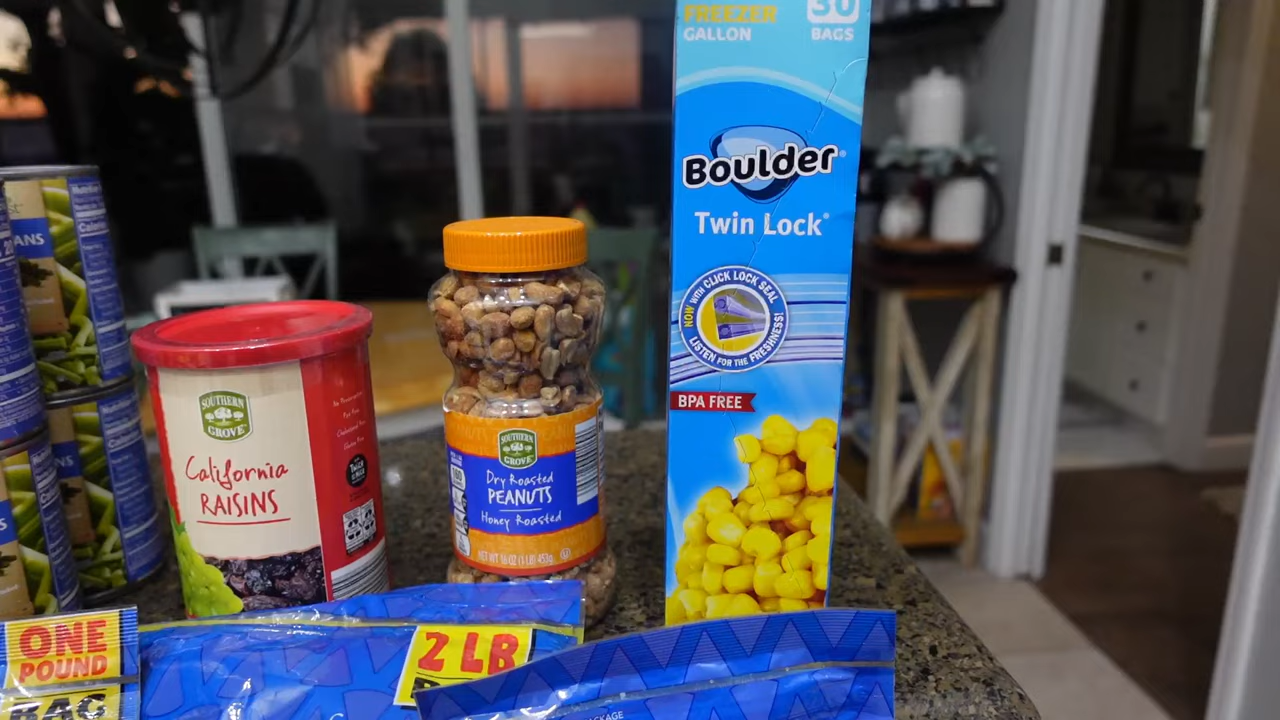 FREEZER
GALLON
30
BAGS
Boulder
Twin Lock®
NOW WITH CLICK LOCK SEAL
LISTEN FOR THE FRESHNESS!
BPA FREE
SOUTHERN
GROVE
California
RAISINS
SOUTHERN
GROVE
Dry Roasted
PEANUTS
Honey Roasted
NET WT 16 OZ (1 LB) 453g
ANS
ONE
POUND
BAG
2 LB